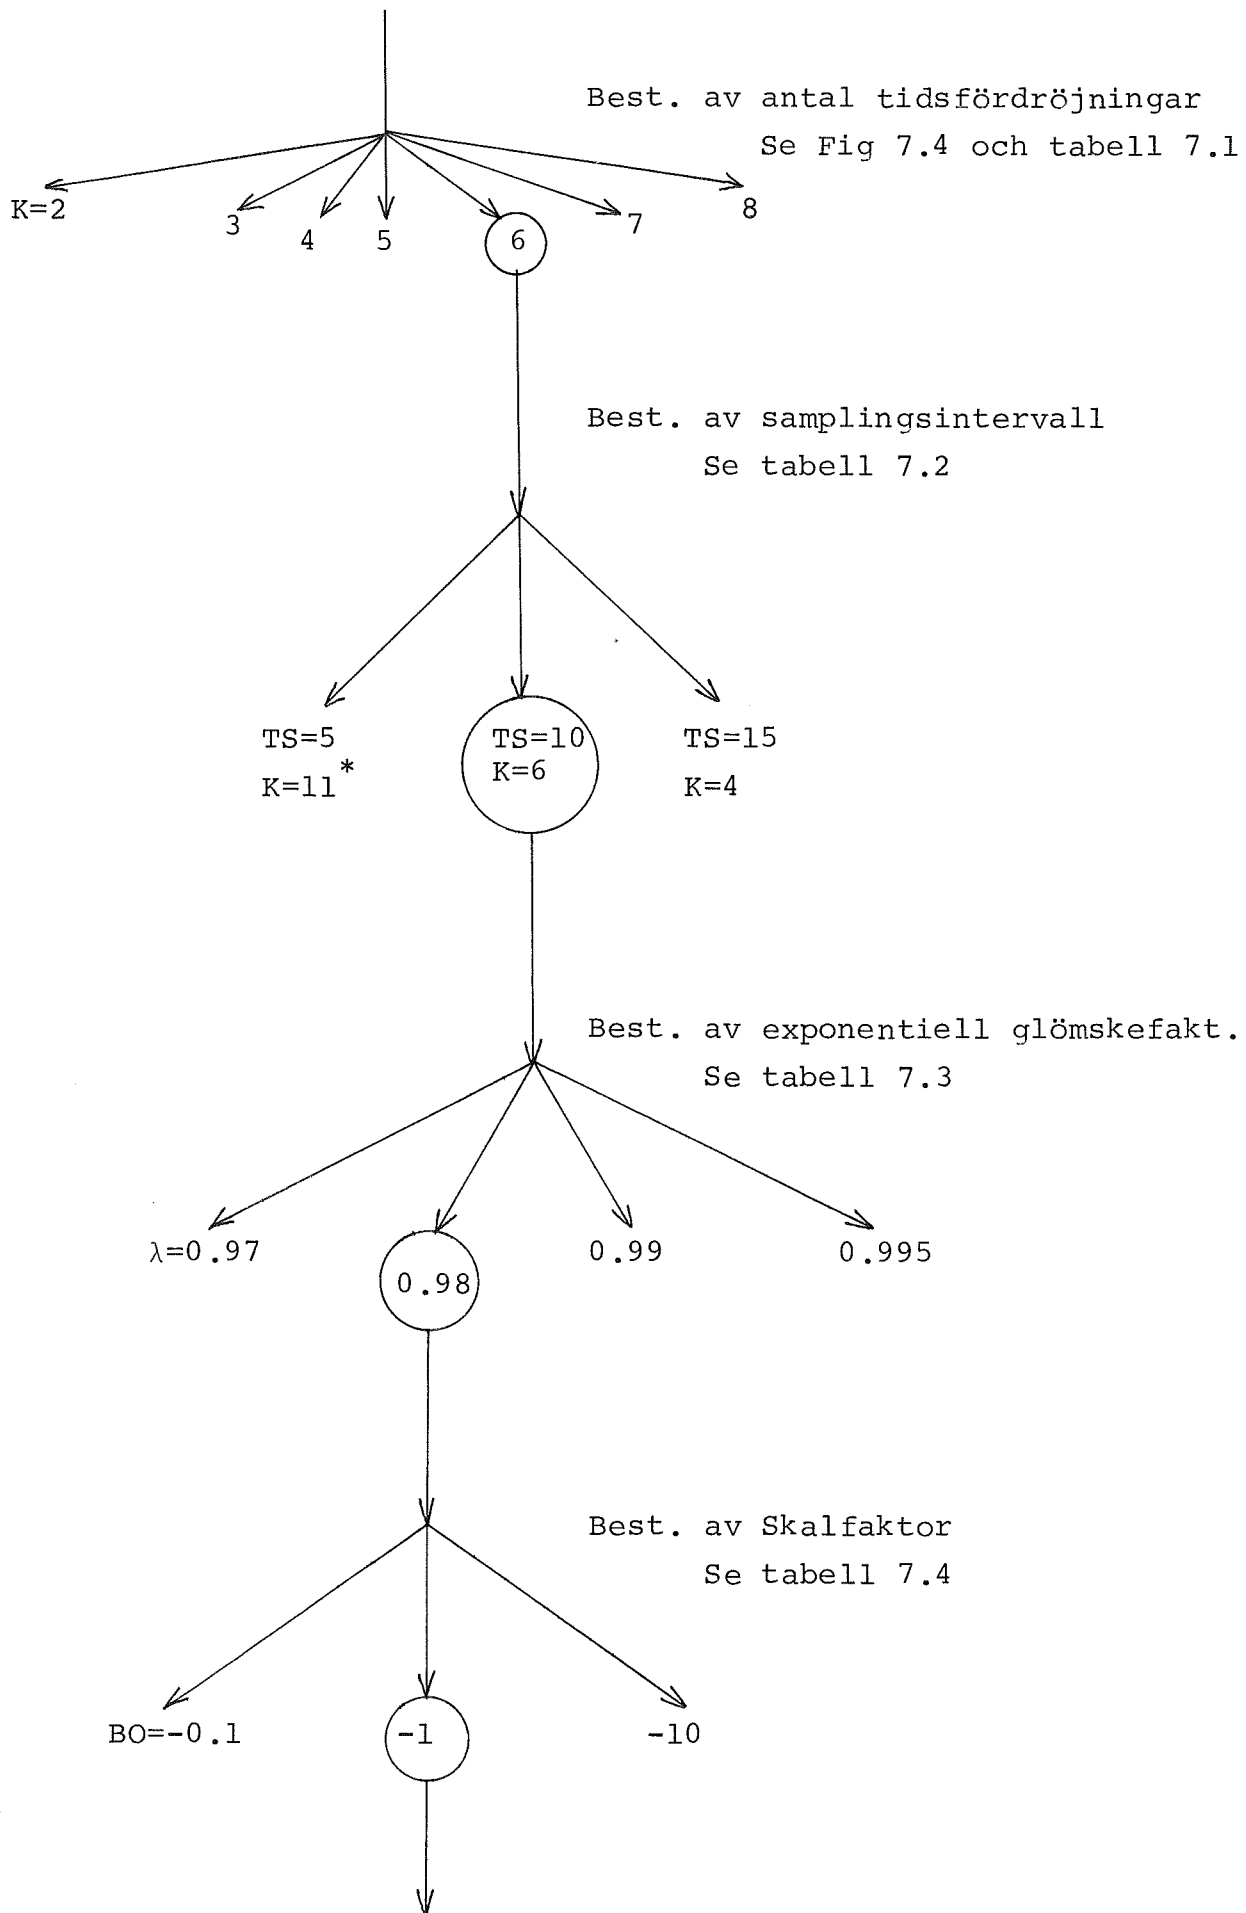 Best. av antal tidsfördröjningar
Se Fig 7.4 och tabell 7.1
K=2
3
4
5
6
7
8
Best. av samplingsintervall
Se tabell 7.2
TS=5
K=11*
TS=10
K=6
TS=15
K=4
Best. av exponentiell glömskefakt.
Se tabell 7.3
λ=0.97
0.98
0.99
0.995
Best. av Skalfaktor
Se tabell 7.4
BO=-0.1
-1
-10